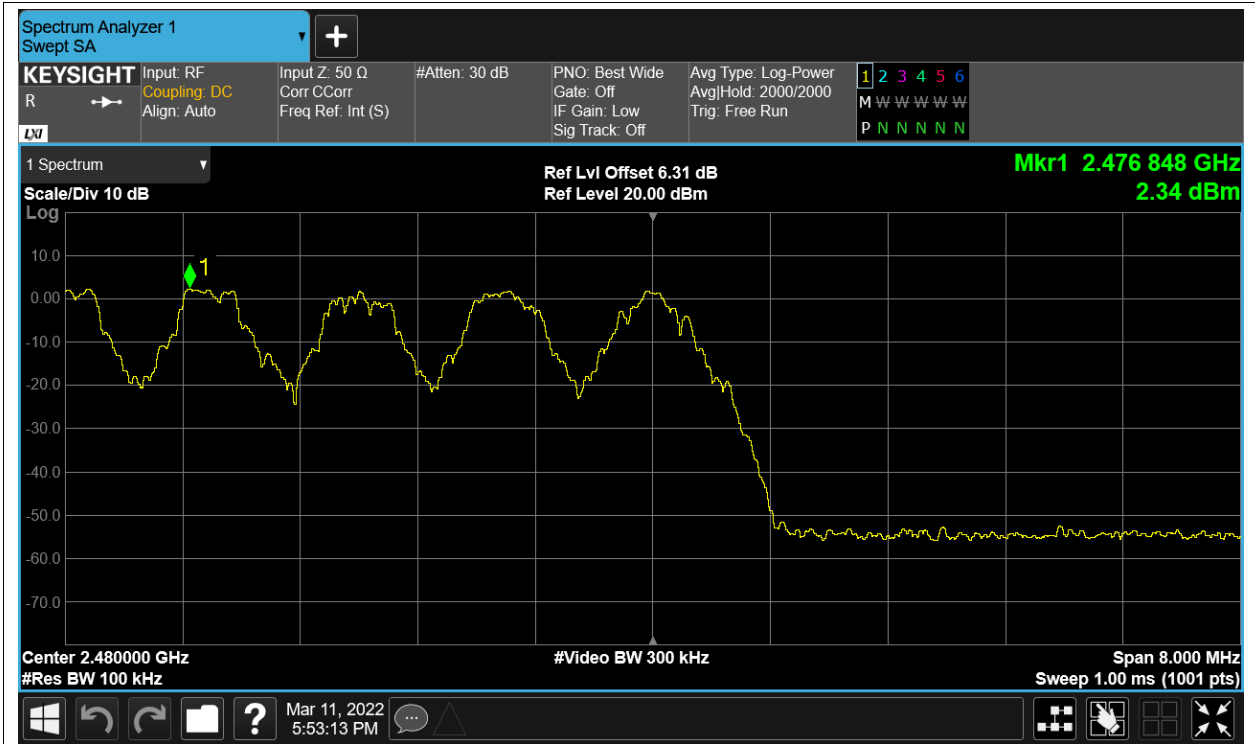 Spectrum Analyzer 1
Swept SA
KEYSIGHT
R
LXI
Input: RF
Coupling: DC
Align: Auto
Input Z: 50 Ω
Corr CCorr
Freq Ref: Int (S)
#Atten: 30 dB
PNO: Best Wide
Gate: Off
IF Gain: Low
Sig Track: Off
Avg Type: Log-Power
Avg|Hold: 2000/2000
Trig: Free Run
1 2 3 4 5 6
M W W W W W
P N N N N N
1 Spectrum
Scale/Div 10 dB
Log
Ref Lvl Offset 6.31 dB
Ref Level 20.00 dBm
Mkr1 2.476 848 GHz
2.34 dBm
1
10.0
0.00
-10.0
-20.0
-30.0
-40.0
-50.0
-60.0
-70.0
Center 2.480000 GHz
#Res BW 100 kHz
#Video BW 300 kHz
Span 8.000 MHz
Sweep 1.00 ms (1001 pts)
?
Mar 11, 2022
5:53:13 PM